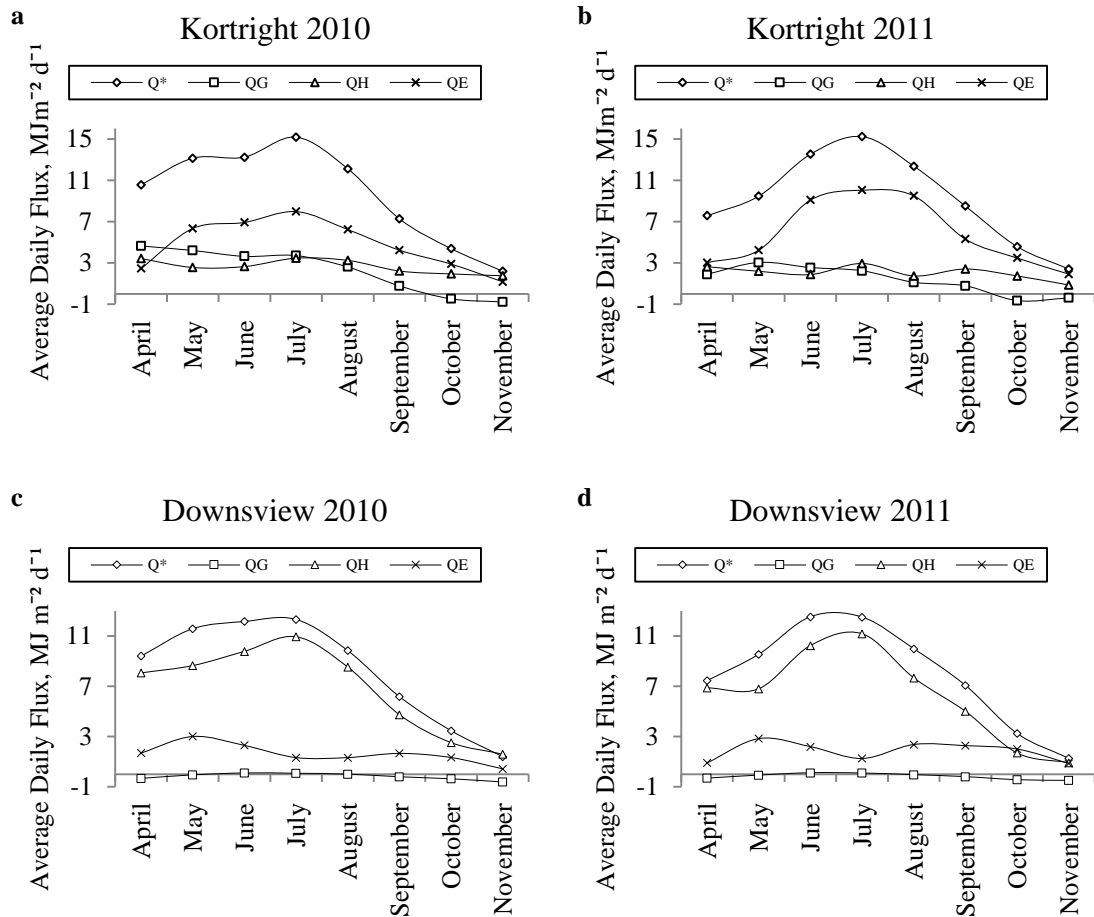 a
Kortright 2010
Q* QG QH QE
Average Daily Flux, MJm⁻² d⁻¹
15
11
7
3
-1
April
May
June
July
August
September
October
November
b
Kortright 2011
Q* QG QH QE
Average Daily Flux, MJm⁻² d⁻¹
15
11
7
3
-1
April
May
June
July
August
September
October
November
c
Downsview 2010
Q* QG QH QE
Average Daily Flux, MJ m⁻² d⁻¹
11
7
3
-1
April
May
June
July
August
September
October
November
d
Downsview 2011
Q* QG QH QE
Average Daily Flux, MJ m⁻² d⁻¹
11
7
3
-1
April
May
June
July
August
September
October
November